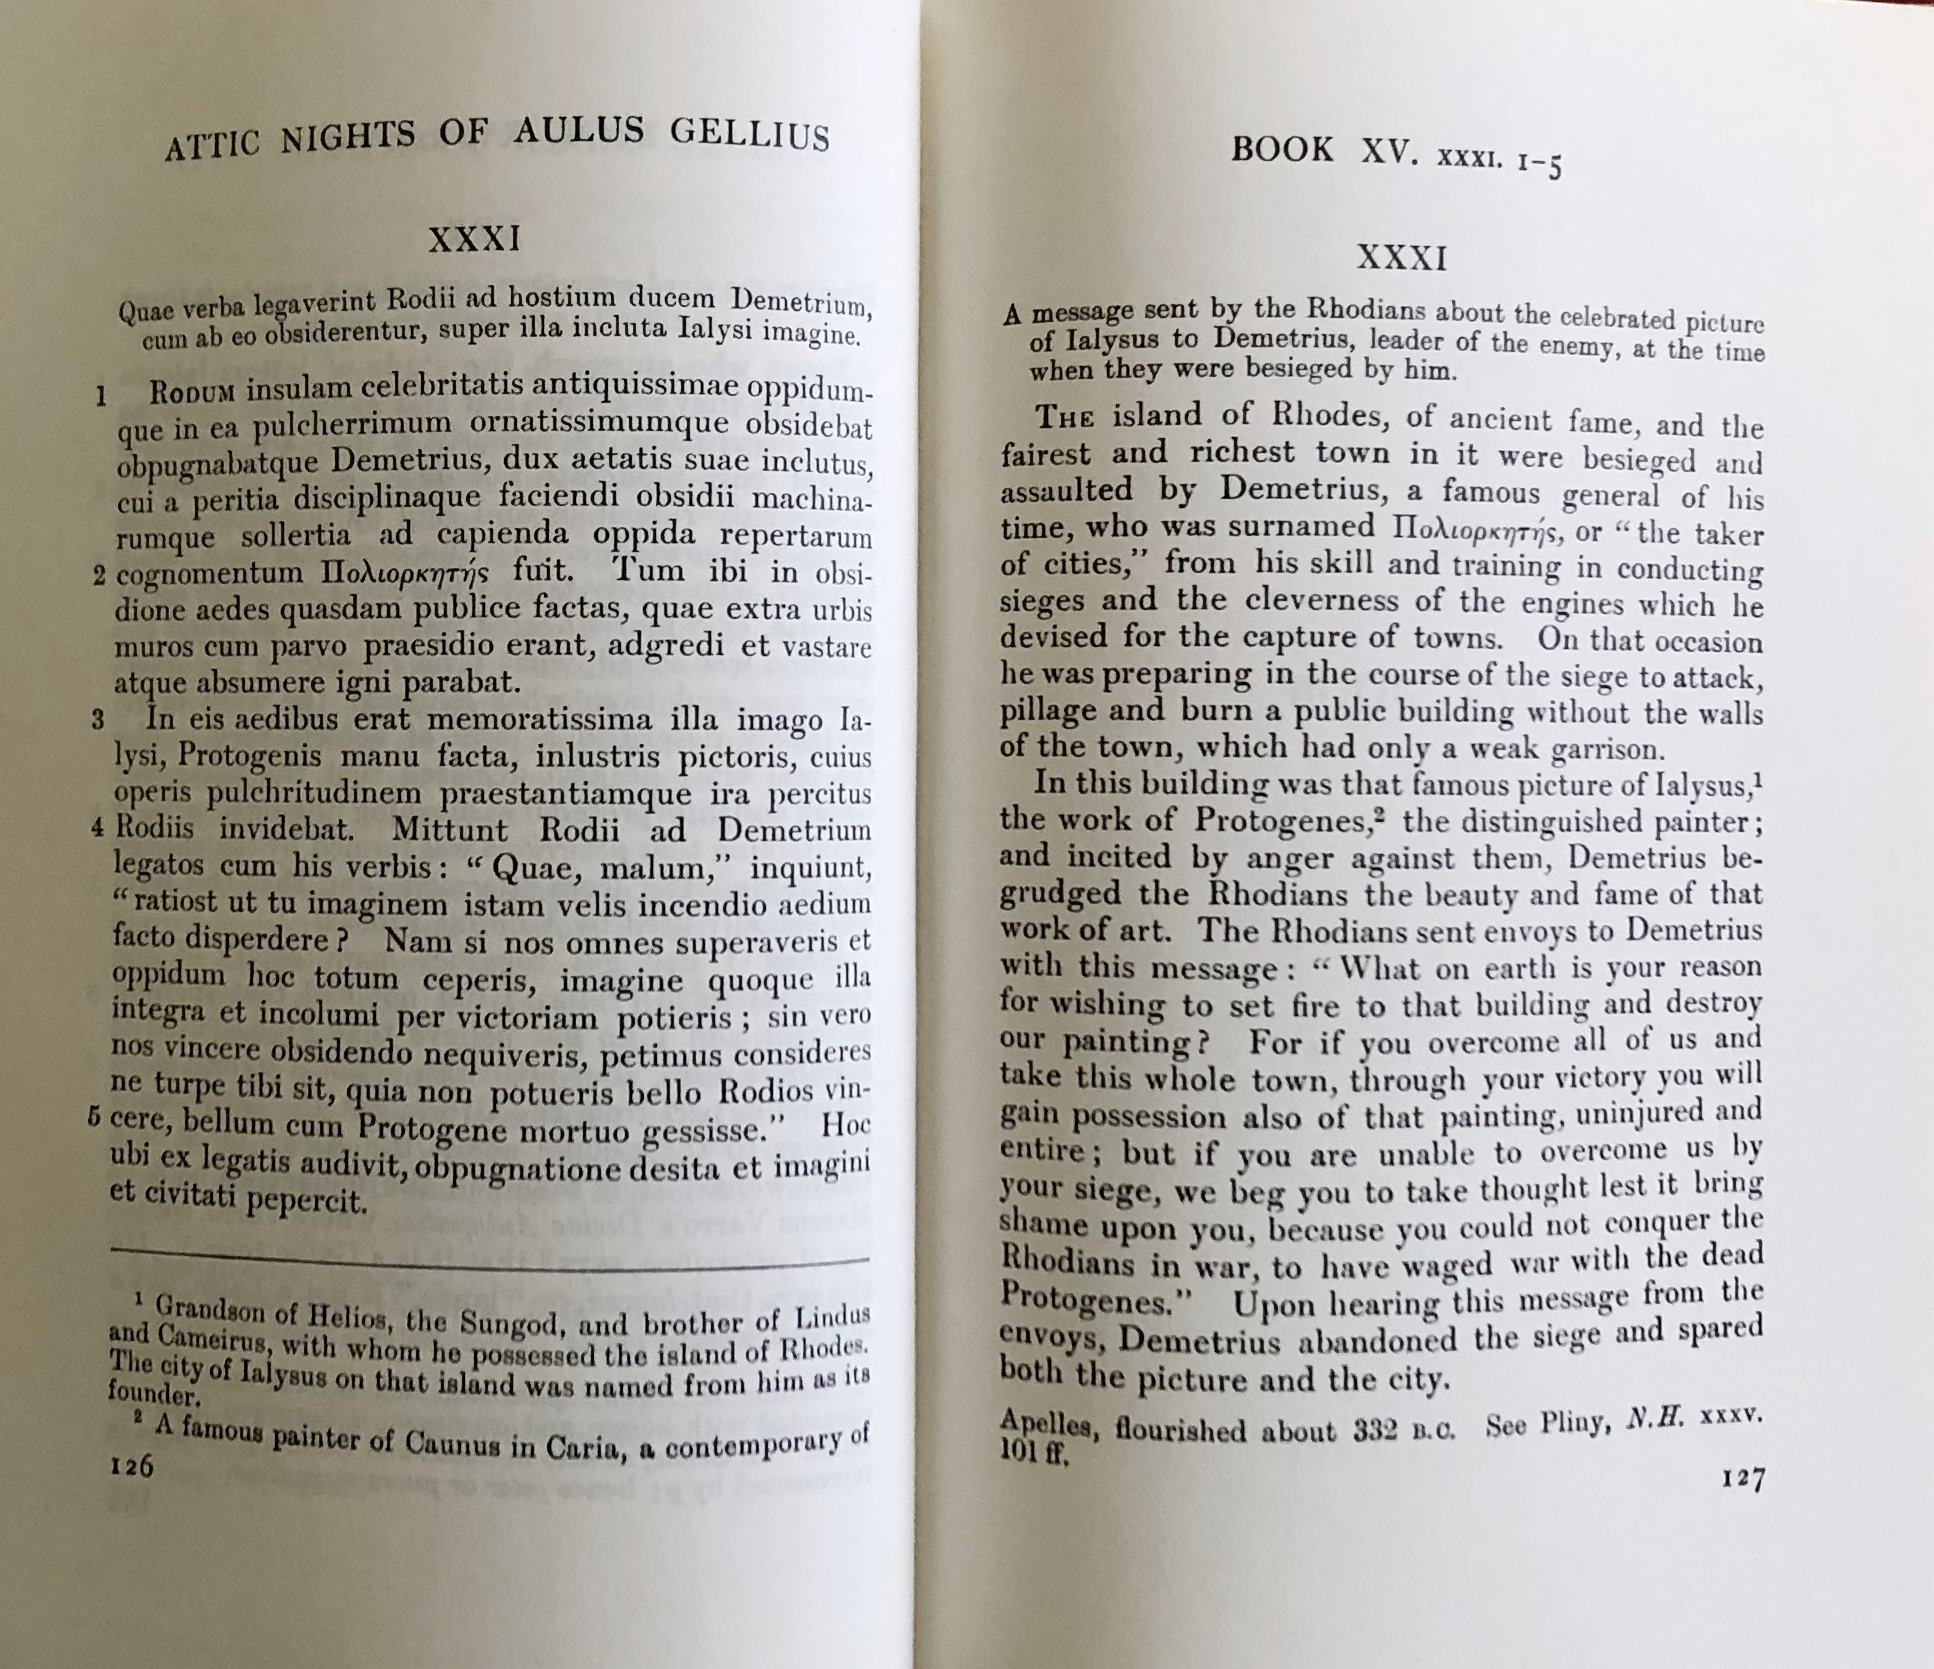 ATTIC NIGHTS OF AULUS GELLIUS
XXXI
Quae verba legaverint Rodii ad hostium ducem Demetrium,
cum ab eo obsiderentur, super illa incluta Ialysi imagine.
1 RODUM insulam celebritatis antiquissimae oppidum-
que in ea pulcherrimum ornatissimumque obsidebat
obpugnabatque Demetrius, dux aetatis suae inclutus,
cui a peritia disciplinaque faciendi obsidii machina-
rumque sollertia ad capienda oppida repertarum
2 cognomentum Πολιορκητής fuit. Tum ibi in obsi-
dione aedes quasdam publice factas, quae extra urbis
muros cum parvo praesidio erant, adgredi et vastare
atque absumere igni parabat.
3 In eis aedibus erat memoratissima illa imago Ia-
lysi, Protogenis manu facta, inlustris pictoris, cuius
operis pulchritudinem praestantiamque ira percitus
4 Rodiis invidebat. Mittunt Rodii ad Demetrium
legatos cum his verbis: “Quae, malum,” inquiunt,
“ratiost ut tu imaginem istam velis incendio aedium
facto disperdere? Nam si nos omnes superaveris et
oppidum hoc totum ceperis, imagine quoque illa
integra et incolumi per victoriam potieris; sin vero
nos vincere obsidendo nequiveris, petimus consideres
ne turpe tibi sit, quia non potueris bello Rodios vin-
5 cere, bellum cum Protogene mortuo gessisse.” Hoc
ubi ex legatis audivit, obpugnatione desita et imagini
et civitati pepercit.
1 Grandson of Helios, the Sungod, and brother of Lindus
and Cameirus, with whom he possessed the island of Rhodes.
The city of Ialysus on that island was named from him as its
founder.
2 A famous painter of Caunus in Caria, a contemporary of
126
BOOK XV. XXXI. 1-5
XXXI
A message sent by the Rhodians about the celebrated picture
of Ialysus to Demetrius, leader of the enemy, at the time
when they were besieged by him.
THE island of Rhodes, of ancient fame, and the
fairest and richest town in it were besieged and
assaulted by Demetrius, a famous general of his
time, who was surnamed Πολιορκητής, or “the taker
of cities,” from his skill and training in conducting
sieges and the cleverness of the engines which he
devised for the capture of towns. On that occasion
he was preparing in the course of the siege to attack,
pillage and burn a public building without the walls
of the town, which had only a weak garrison.
In this building was that famous picture of Ialysus,1
the work of Protogenes,2 the distinguished painter;
and incited by anger against them, Demetrius be-
grudged the Rhodians the beauty and fame of that
work of art. The Rhodians sent envoys to Demetrius
with this message: “What on earth is your reason
for wishing to set fire to that building and destroy
our painting? For if you overcome all of us and
take this whole town, through your victory you will
gain possession also of that painting, uninjured and
entire; but if you are unable to overcome us by
your siege, we beg you to take thought lest it bring
shame upon you, because you could not conquer the
Rhodians in war, to have waged war with the dead
Protogenes.” Upon hearing this message from the
envoys, Demetrius abandoned the siege and spared
both the picture and the city.
Apelles, flourished about 332 B.C. See Pliny, N.H. xxxv.
101 ff.
127